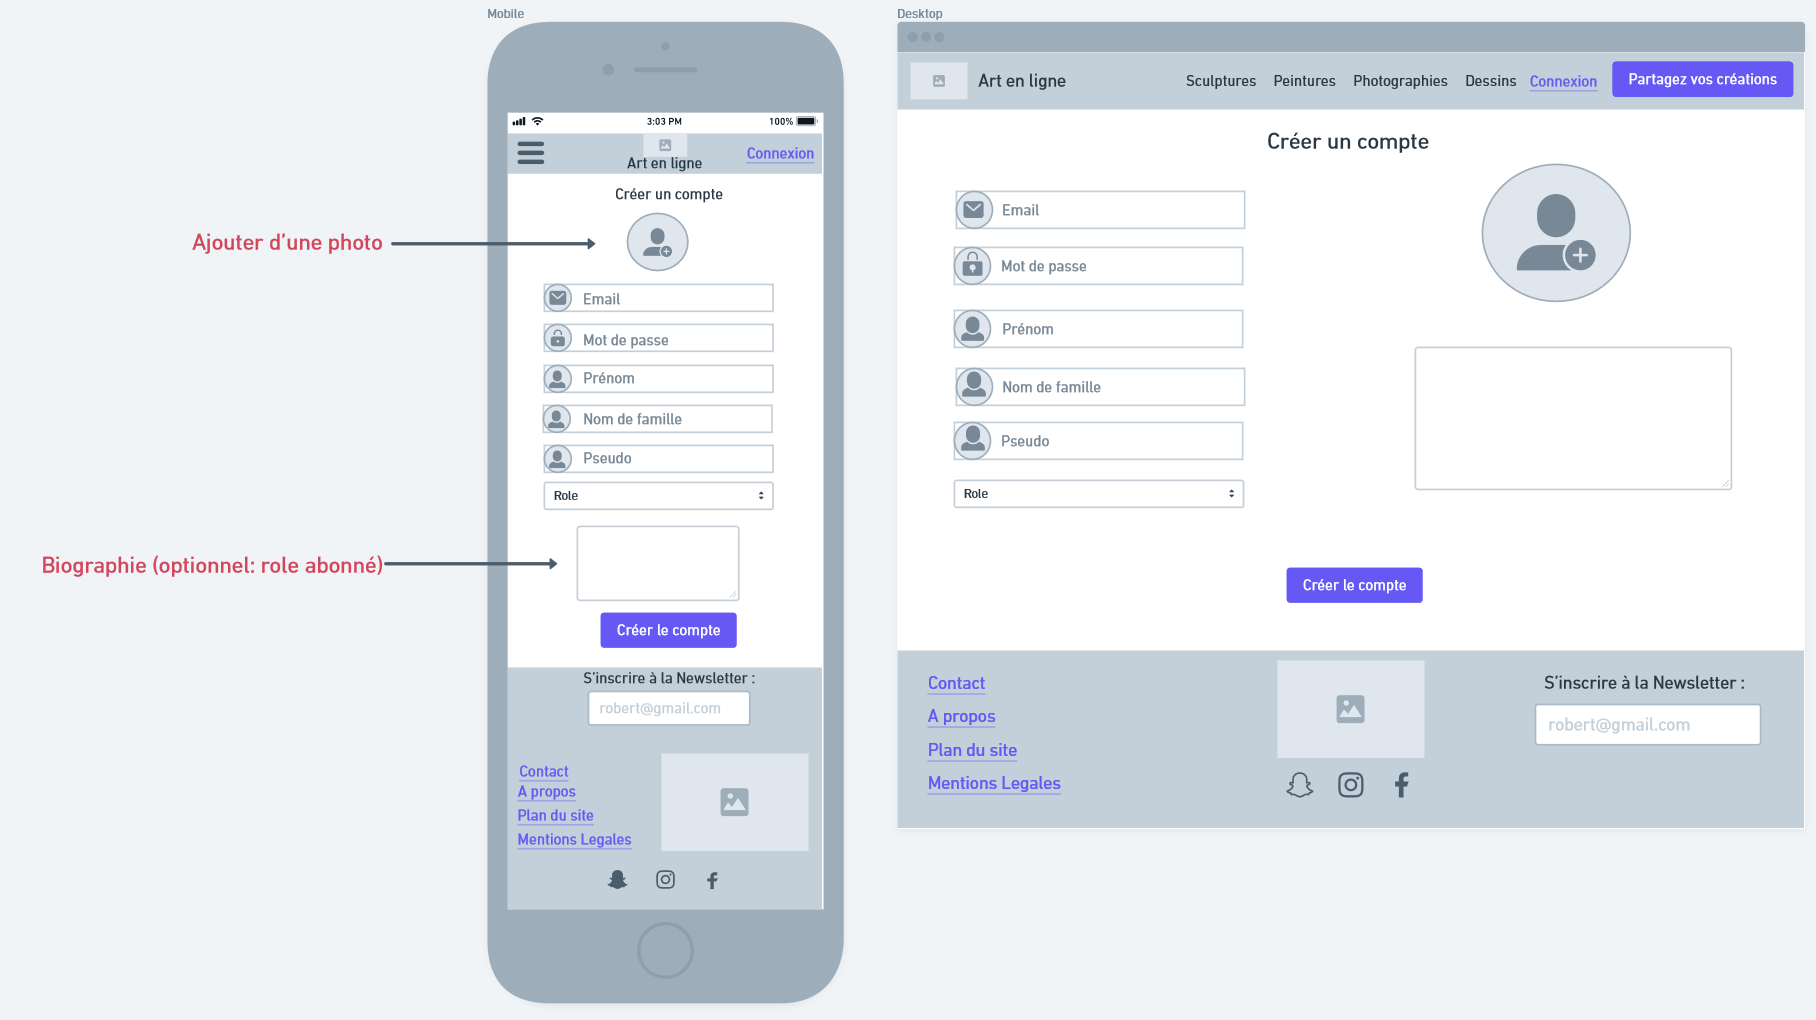 Mobile
3:03 PM
100%
Art en ligne
Connexion
Créer un compte
Ajouter d'une photo
Email
Mot de passe
Prénom
Nom de famille
Pseudo
Role
Biographie (optionnel: role abonné)
Créer le compte
S'inscrire à la Newsletter :
robert@gmail.com
Contact
A propos
Plan du site
Mentions Legales
Desktop
Art en ligne
Sculptures
Peintures
Photographies
Dessins
Connexion
Partagez vos créations
Créer un compte
Email
Mot de passe
Prénom
Nom de famille
Pseudo
Role
Créer le compte
Contact
A propos
Plan du site
Mentions Legales
S'inscrire à la Newsletter :
robert@gmail.com